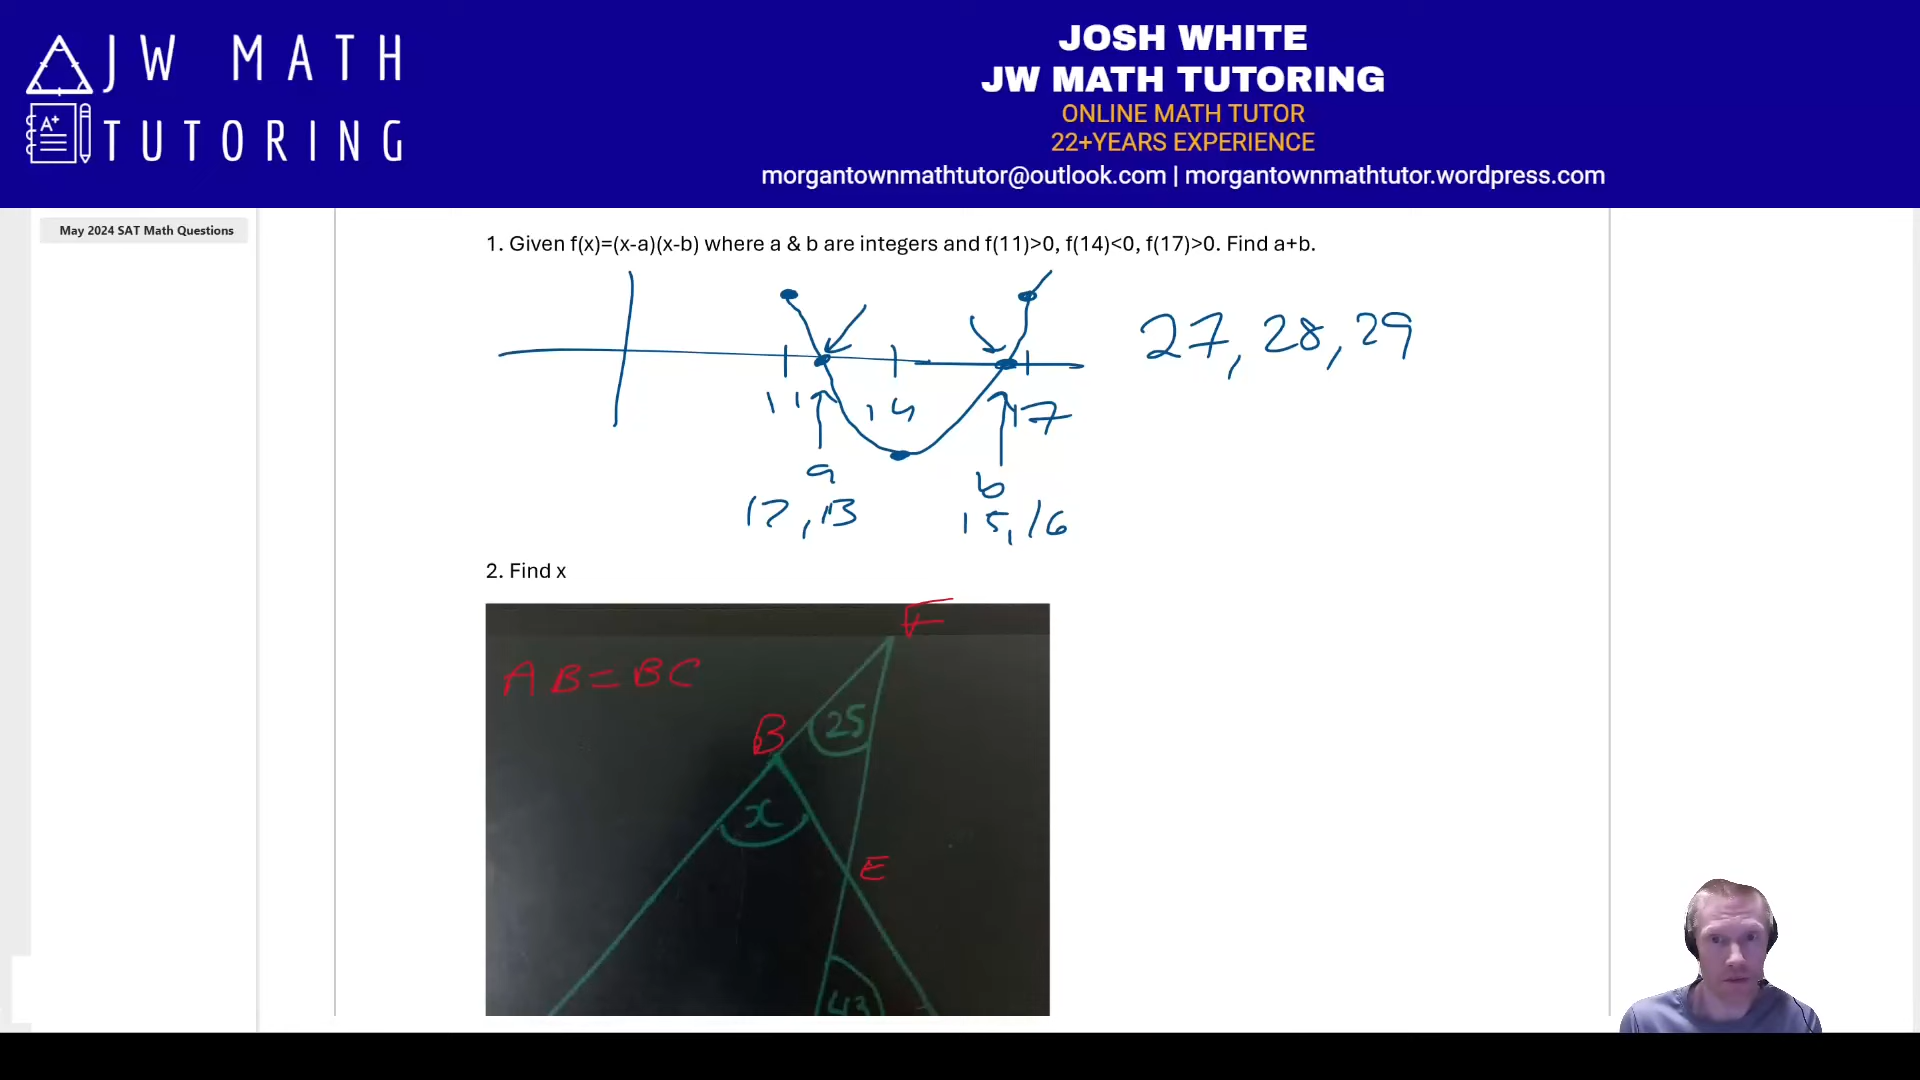 JW MATH
A+
TUTORING
JOSH WHITE
JW MATH TUTORING
ONLINE MATH TUTOR
22+YEARS EXPERIENCE
morgantownmathtutor@outlook.com | morgantownmathtutor.wordpress.com
May 2024 SAT Math Questions
1. Given f(x)=(x-a)(x-b) where a & b are integers and f(11)>0, f(14)<0, f(17)>0. Find a+b.
27, 28, 29
11 14 17
a b
12, 13 15, 16
2. Find x
F
AB=BC
25
B
x
E
43